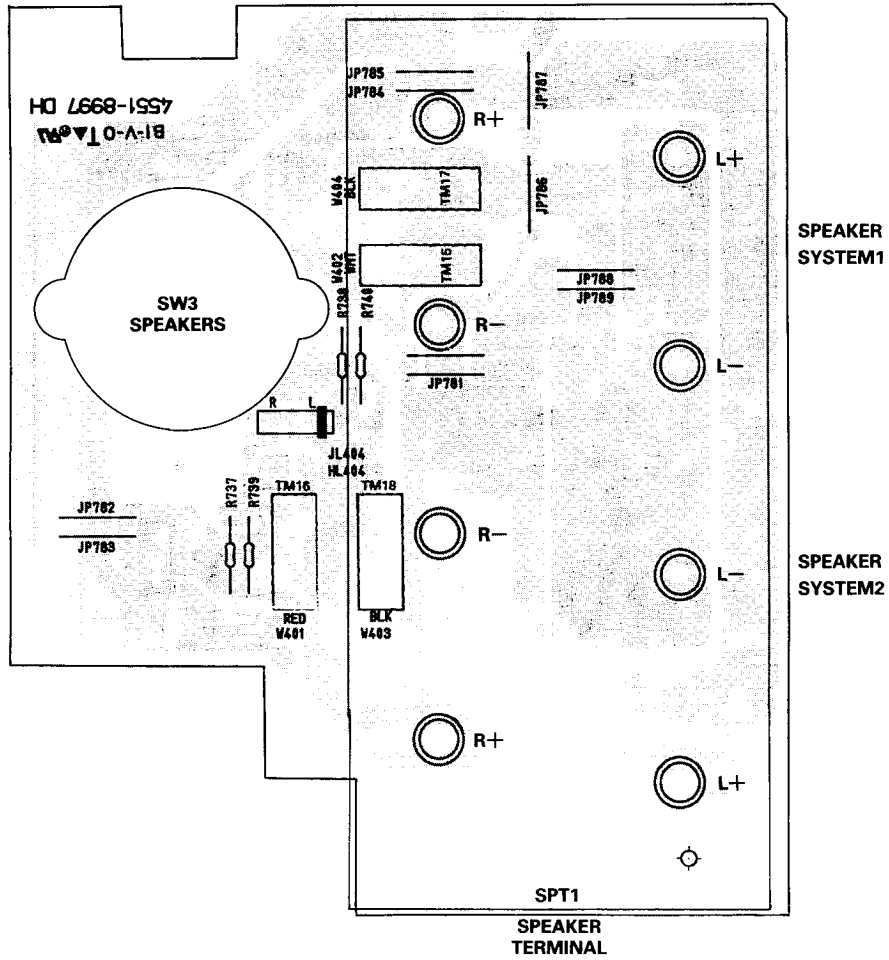 JP785
JP784
JP787
4551-8997 DH
81-V-0 T
R+
L+
W404
BLK
TM17
JP786
SPEAKER
SYSTEM1
W402
WHT
TM15
JP788
JP789
SW3
SPEAKERS
R738
R740
R−
JP781
L−
R L
JL404
HL404
R737
R739
TM16
TM18
JP782
JP783
R−
SPEAKER
SYSTEM2
L−
RED
W401
BLK
W403
R+
L+
SPT1
SPEAKER
TERMINAL